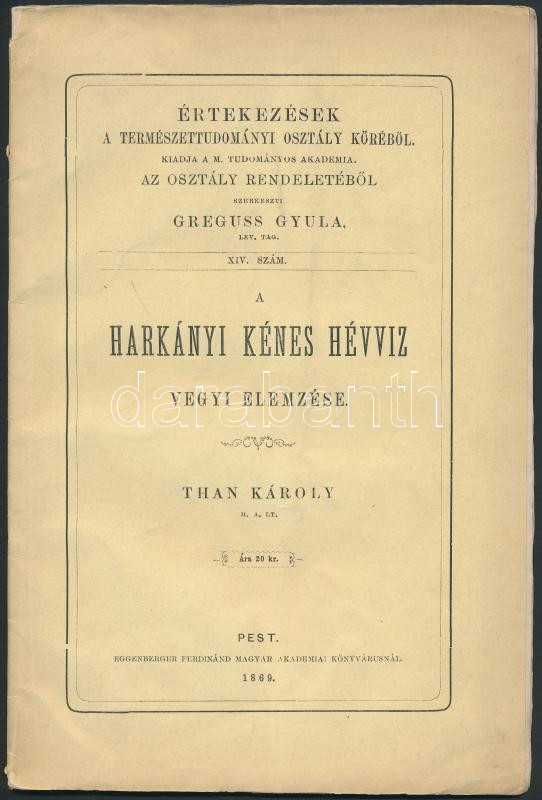 ÉRTEKEZÉSEK
A TERMÉSZETTUDOMÁNYI OSZTÁLY KÖRÉBŐL.
KIADJA A M. TUDOMÁNYOS AKADEMIA.
AZ OSZTÁLY RENDELETÉBŐL
SZERKESZTI
GREGUSS GYULA,
LEV. TAG.
XIV. SZÁM.
A
HARKÁNYI KÉNES HÉVVIZ
darabanth
VEGYI ELEMZÉSE.
THAN KÁROLY
M. A. LT.
Ára 20 kr.
PEST.
EGGENBERGER FERDINÁND MAGYAR AKADEMIAI KÖNYVÁRUSNÁL.
1869.